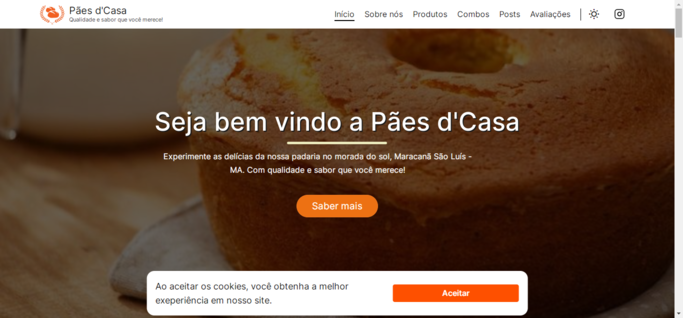 Pães d'Casa
Qualidade e sabor que você merece!
Início Sobre nós Produtos Combos Posts Avaliações
Seja bem vindo a Pães d'Casa
Experimente as delícias da nossa padaria no morada do sol, Maracanã São Luís -
MA. Com qualidade e sabor que você merece!
Saber mais
Ao aceitar os cookies, você obtenha a melhor
exeperiência em nosso site.
Aceitar